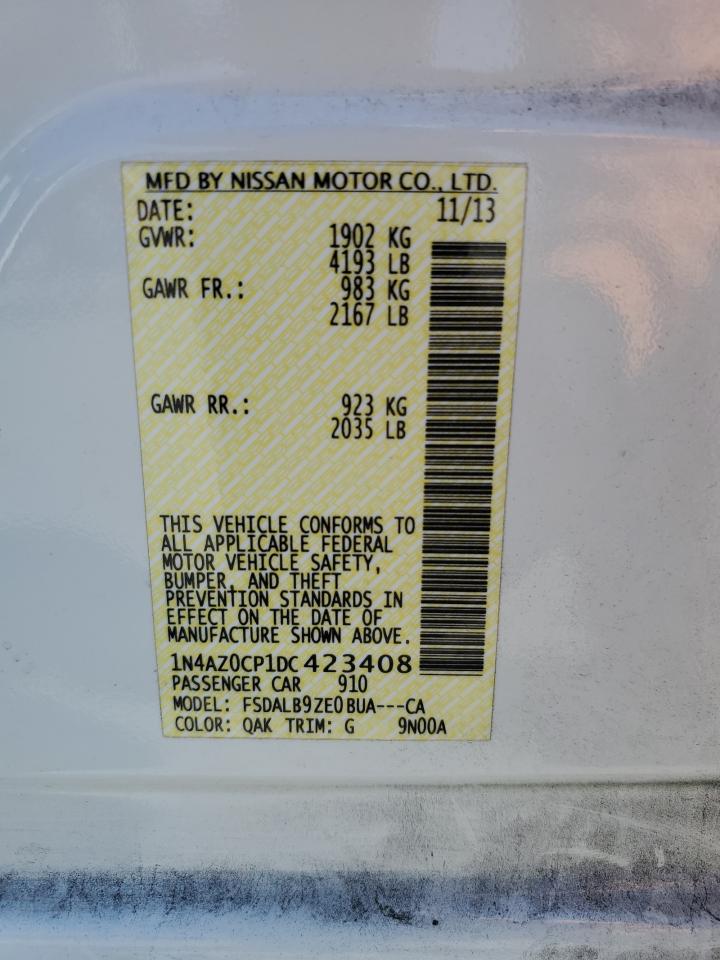 MFD BY NISSAN MOTOR CO., LTD.
DATE: 11/13
GVWR: 1902 KG
4193 LB
GAWR FR.: 983 KG
2167 LB
GAWR RR.: 923 KG
2035 LB
THIS VEHICLE CONFORMS TO
ALL APPLICABLE FEDERAL
MOTOR VEHICLE SAFETY,
BUMPER, AND THEFT
PREVENTION STANDARDS IN
EFFECT ON THE DATE OF
MANUFACTURE SHOWN ABOVE.
1N4AZ0CP1DC423408
PASSENGER CAR 910
MODEL: FSDALB9ZE0BUA---CA
COLOR: QAK TRIM: G 9N00A